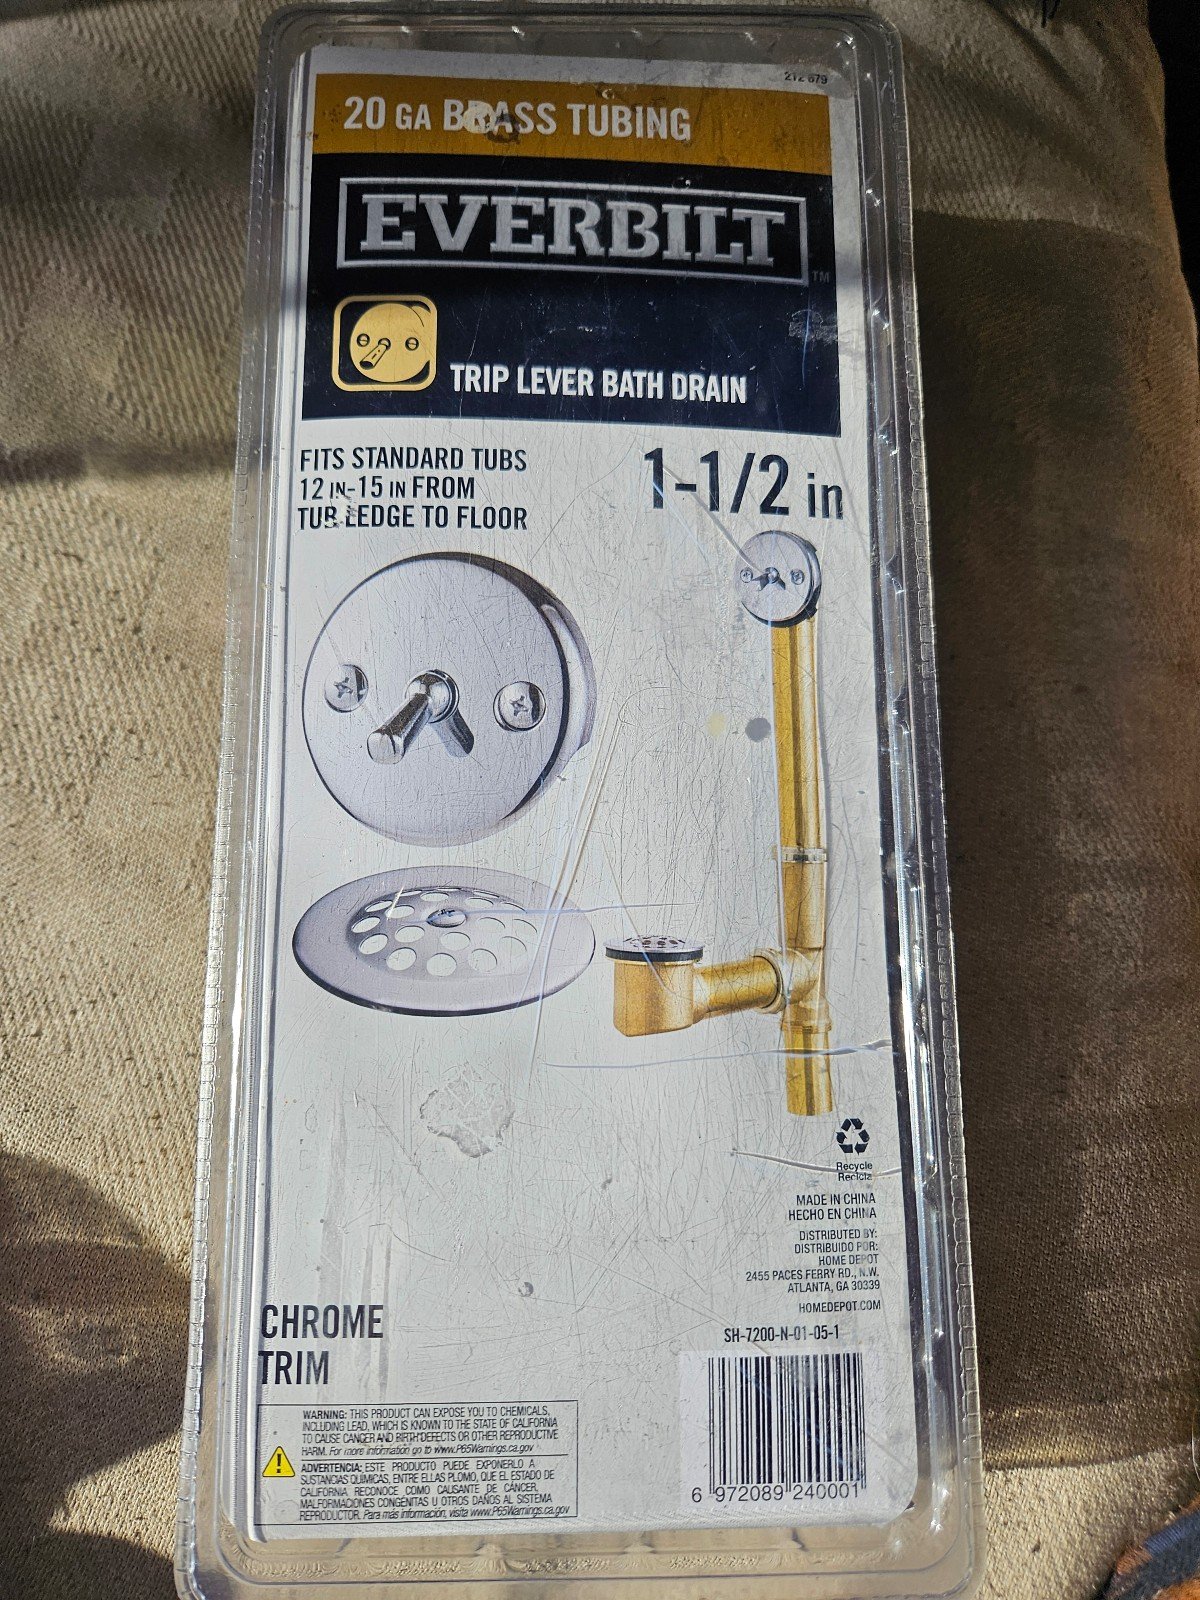 212 679
20 GA BRASS TUBING
EVERBILT
TM
TRIP LEVER BATH DRAIN
FITS STANDARD TUBS
12 IN-15 IN FROM
TUB LEDGE TO FLOOR
1-1/2 in
Recycle
Recicla
MADE IN CHINA
HECHO EN CHINA
DISTRIBUTED BY:
DISTRIBUIDO POR:
HOME DEPOT
2455 PACES FERRY RD., N.W.
ATLANTA, GA 30339
HOMEDEPOT.COM
SH-7200-N-01-05-1
CHROME
TRIM
WARNING: THIS PRODUCT CAN EXPOSE YOU TO CHEMICALS,
INCLUDING LEAD, WHICH IS KNOWN TO THE STATE OF CALIFORNIA
TO CAUSE CANCER AND BIRTH DEFECTS OR OTHER REPRODUCTIVE
HARM. For more information go to www.P65Warnings.ca.gov
ADVERTENCIA: ESTE PRODUCTO PUEDE EXPONERLO A
SUSTANCIAS QUIMICAS, ENTRE ELLAS PLOMO, QUE EL ESTADO DE
CALIFORNIA RECONOCE COMO CAUSANTE DE CÁNCER,
MALFORMACIONES CONGENITAS U OTROS DAÑOS AL SISTEMA
REPRODUCTOR. Para más información, visita www.P65Warnings.ca.gov
6 972089 240001